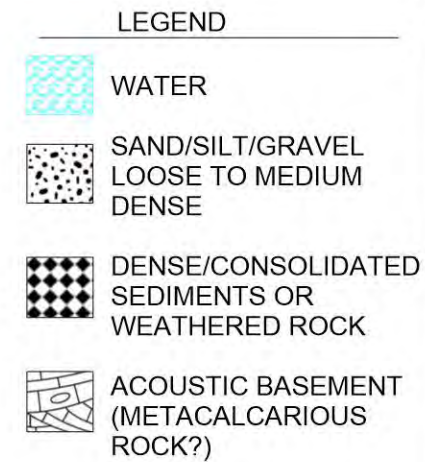 LEGEND
WATER
SAND/SILT/GRAVEL
LOOSE TO MEDIUM
DENSE
DENSE/CONSOLIDATED
SEDIMENTS OR
WEATHERED ROCK
ACOUSTIC BASEMENT
(METACALCARIOUS
ROCK?)